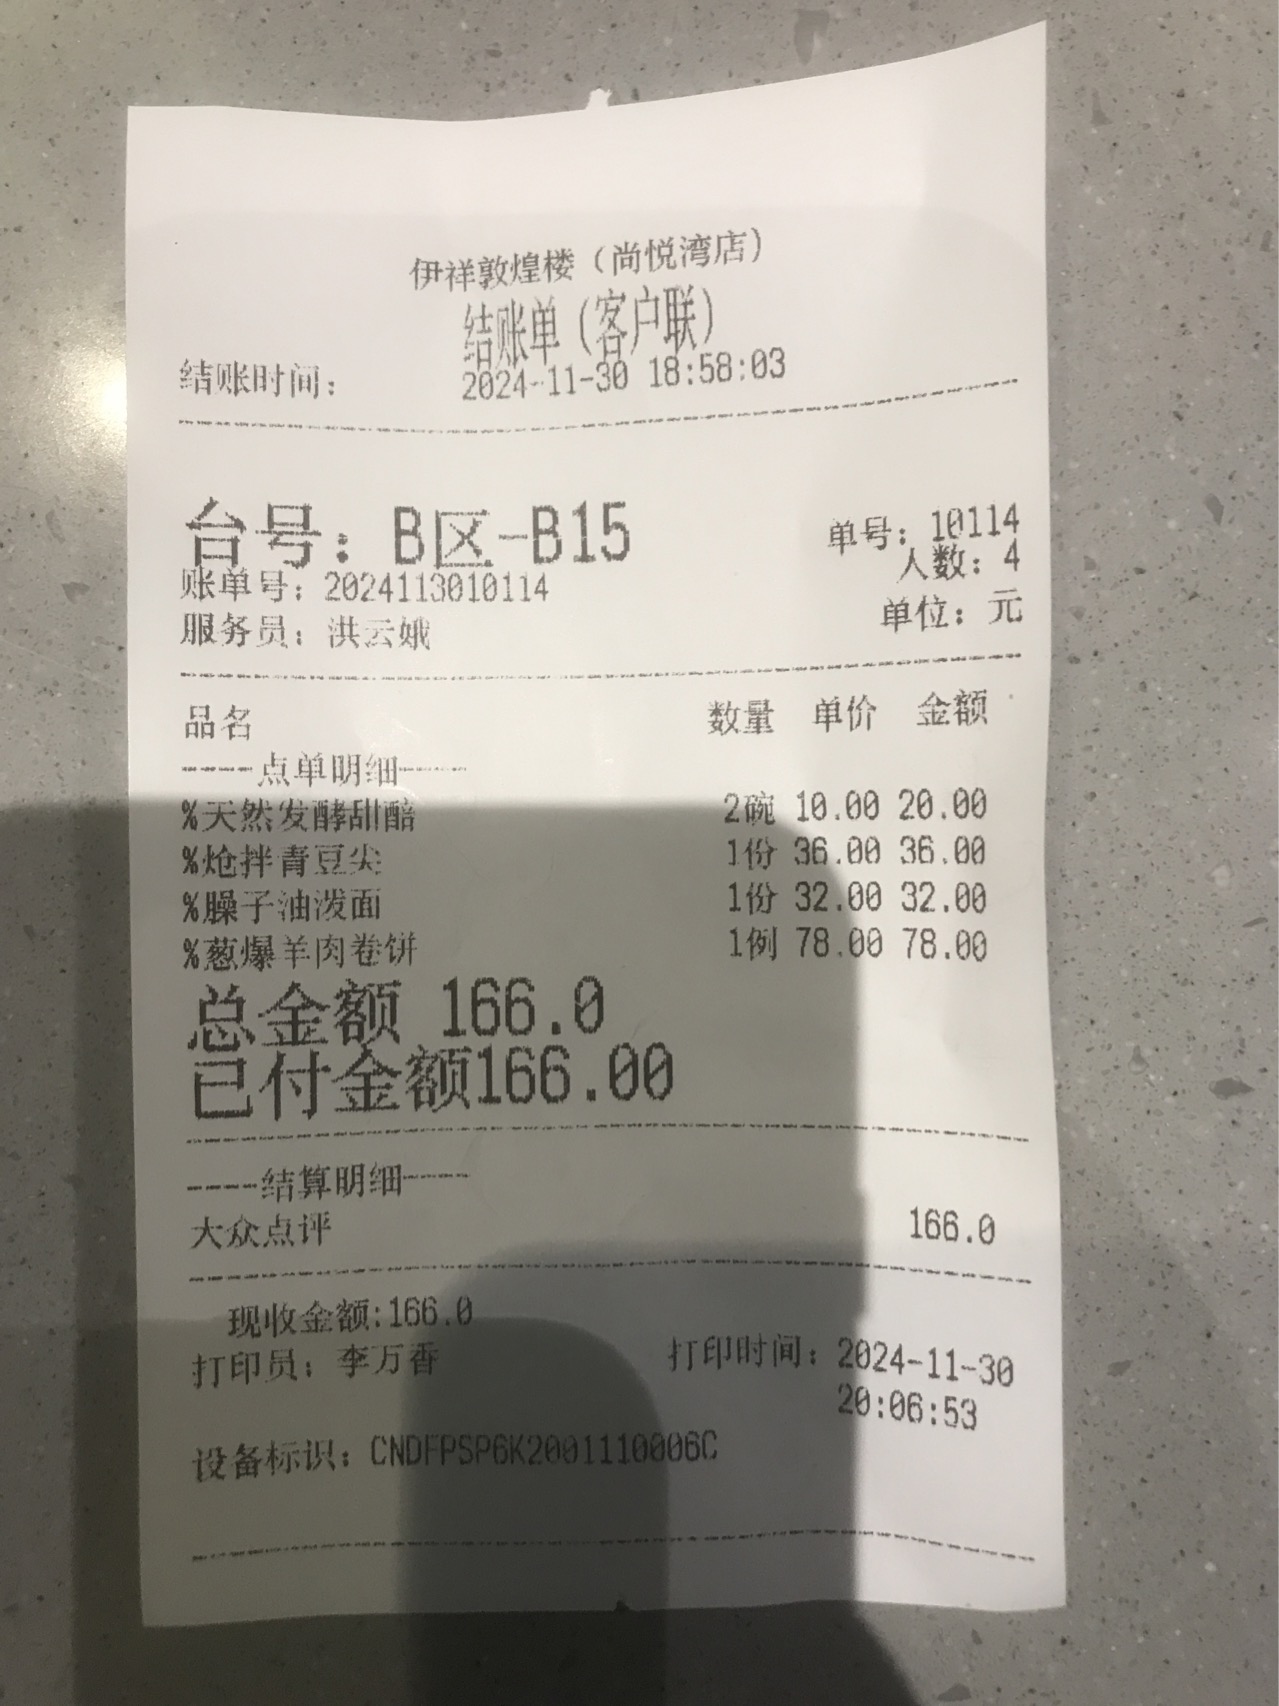 伊祥敦煌楼（尚悦湾店）
结账单（客户联）
结账时间： 2024-11-30 18:58:03
台号：B区-B15 单号：10114
人数：4
账单号：2024113010114
服务员：洪云娥 单位：元
品名 数量 单价 金额
----点单明细----
%天然发酵甜醅 2碗 10.00 20.00
%炝拌青豆尖 1份 36.00 36.00
%臊子油泼面 1份 32.00 32.00
%葱爆羊肉卷饼 1例 78.00 78.00
总金额 166.0
已付金额166.00
----结算明细----
大众点评 166.0
现收金额:166.0
打印员：李万香 打印时间：2024-11-30
20:06:53
设备标识：CNDFPSP6K2001110006C